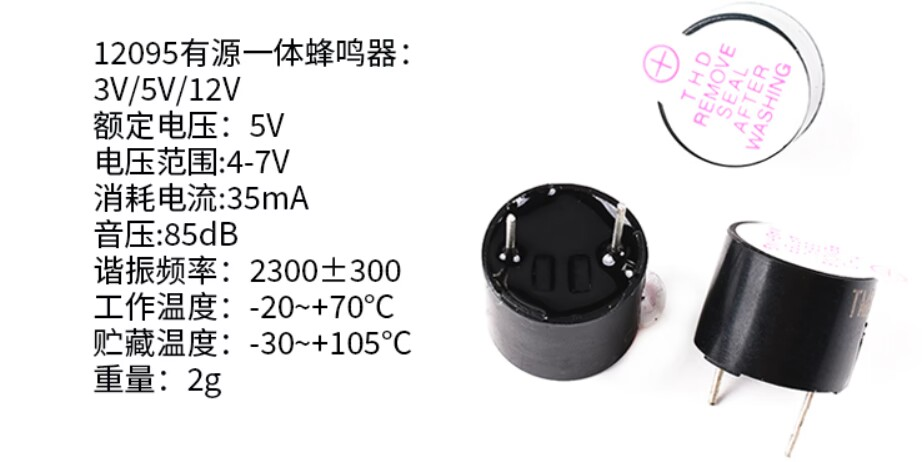 12095有源一体蜂鸣器：
3V/5V/12V
额定电压：5V
电压范围:4-7V
消耗电流:35mA
音压:85dB
谐振频率：2300±300
工作温度：-20~+70℃
贮藏温度：-30~+105℃
重量：2g
THD
REMOVE
SEAL
AFTER
WASHING